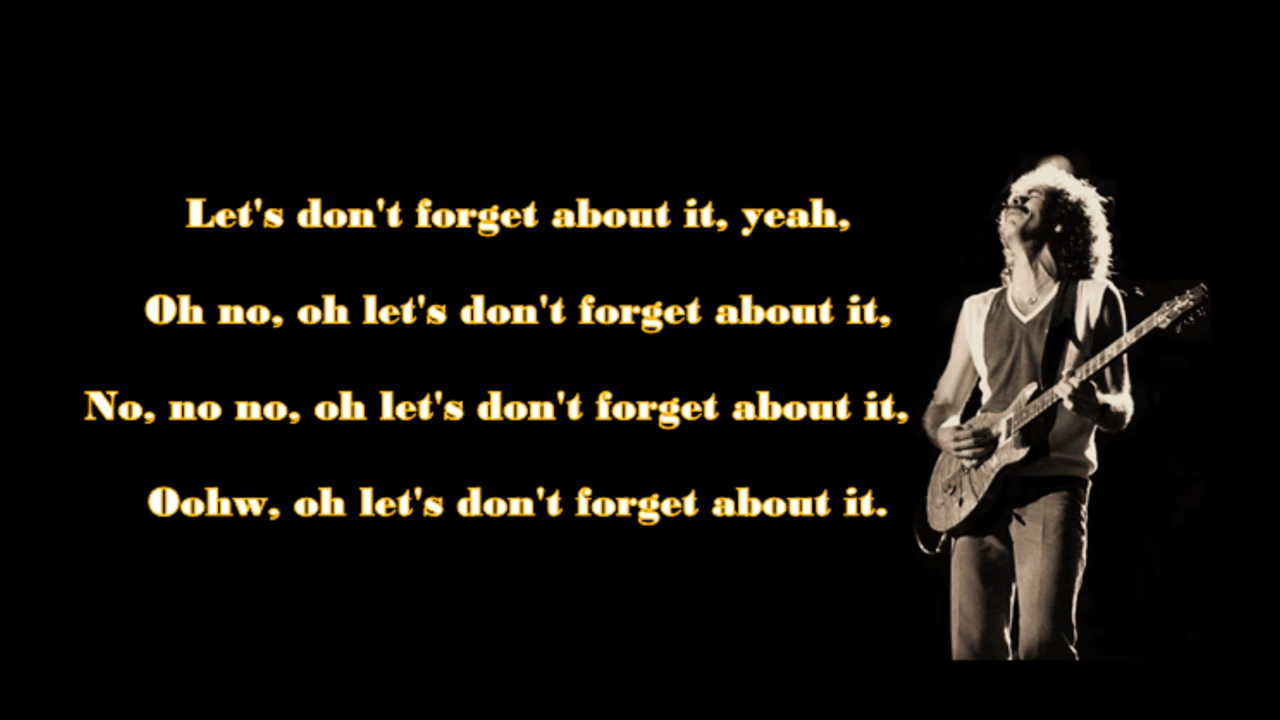 Let's don't forget about it, yeah,
Oh no, oh let's don't forget about it,
No, no no, oh let's don't forget about it,
Oohw, oh let's don't forget about it.